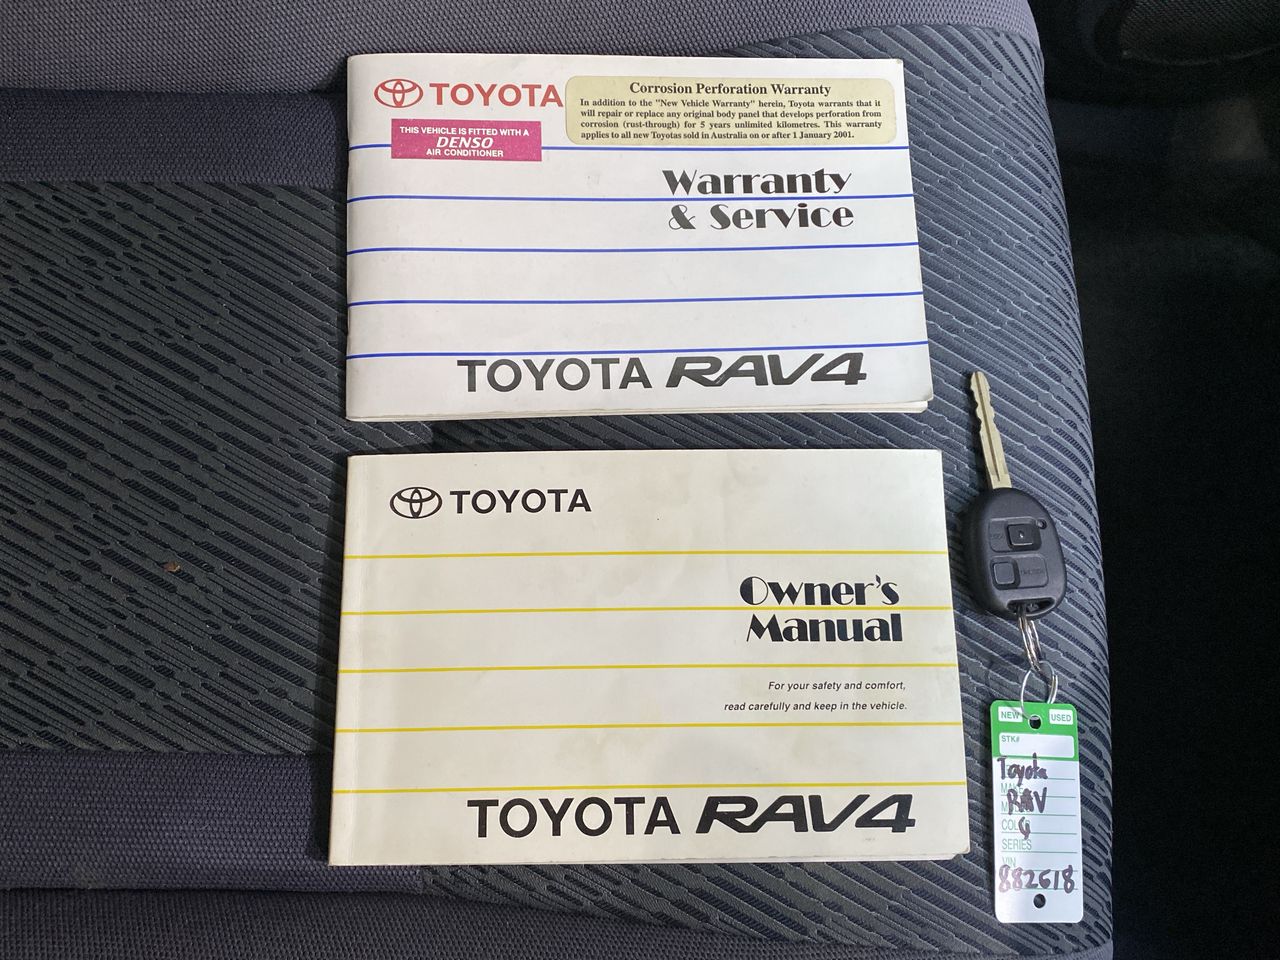 TOYOTA
Corrosion Perforation Warranty
In addition to the "New Vehicle Warranty" herein, Toyota warrants that it
will repair or replace any original body panel that develops perforation from
corrosion (rust-through) for 5 years unlimited kilometres. This warranty
applies to all new Toyotas sold in Australia on or after 1 January 2001.
THIS VEHICLE IS FITTED WITH A
DENSO
AIR CONDITIONER
Warranty
& Service
TOYOTA RAV4
TOYOTA
Owner's
Manual
For your safety and comfort,
read carefully and keep in the vehicle.
TOYOTA RAV4
NEW USED
STK#
Toyota
RAV
4
SERIES
VIN
882618